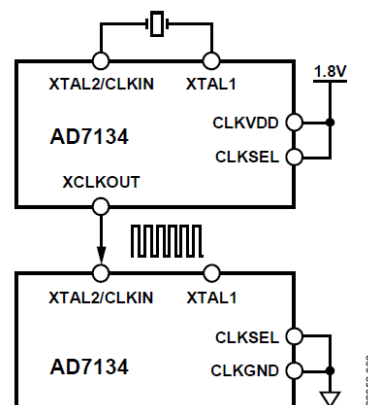 XTAL2/CLKIN XTAL1
1.8V
CLKVDD
AD7134
CLKSEL
XCLKOUT
XTAL2/CLKIN XTAL1
CLKSEL
AD7134
CLKGND